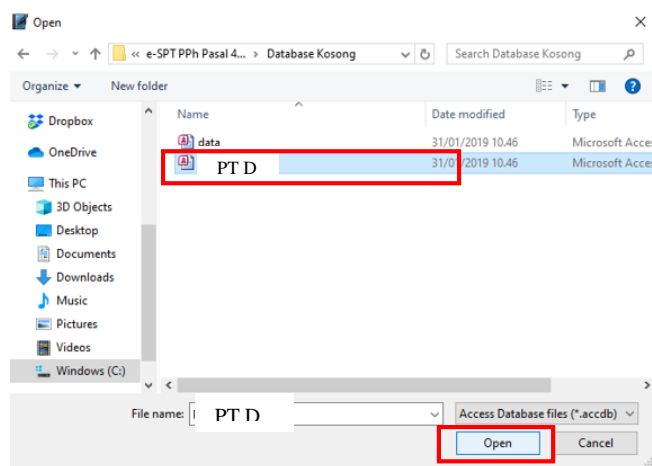 Open
« e-SPT PPh Pasal 4... › Database Kosong
Search Database Kosong
Organize
New folder
Name
Date modified
Type
Dropbox
data
31/01/2019 10.46
Microsoft Acces
OneDrive
PT D
31/01/2019 10.46
Microsoft Acces
This PC
3D Objects
Desktop
Documents
Downloads
Music
Pictures
Videos
Windows (C:)
File name:
PT D
Access Database files (*.accdb)
Open
Cancel